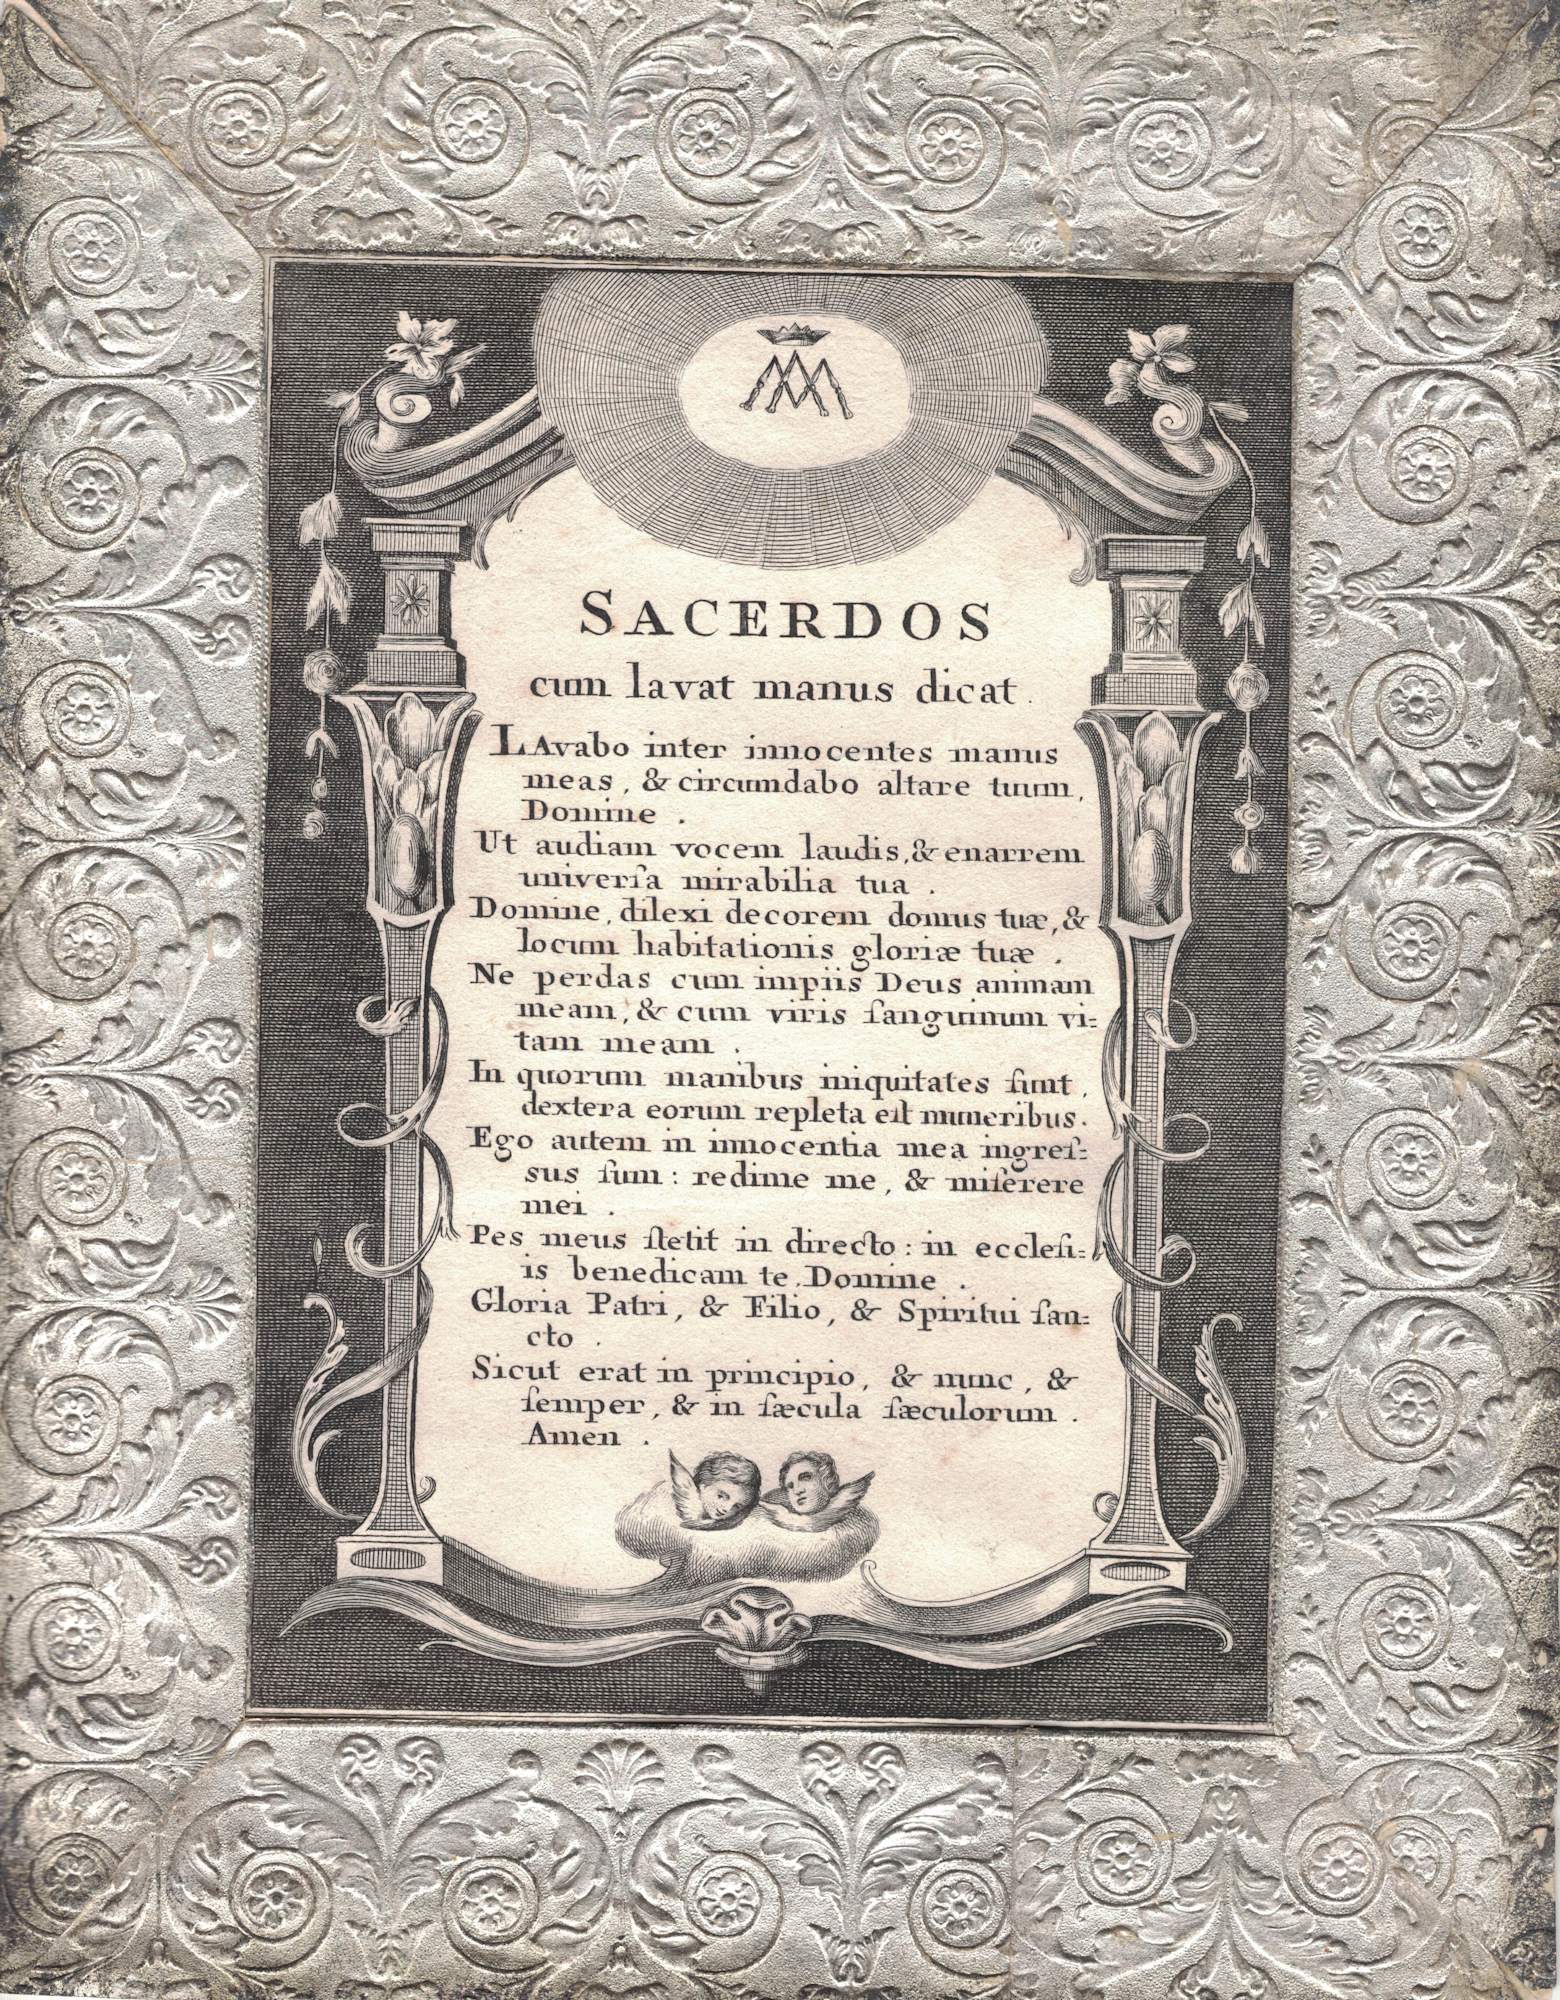 SACERDOS
cum lavat manus dicat.
LAvabo inter innocentes manus
meas, & circumdabo altare tuum,
Domine.
Ut audiam vocem laudis, & enarrem
univerſa mirabilia tua.
Domine, dilexi decorem domus tuæ, &
locum habitationis gloriæ tuæ.
Ne perdas cum impiis Deus animam
meam, & cum viris ſanguinum vi=
tam meam.
In quorum manibus iniquitates ſunt,
dextera eorum repleta eſt muneribus.
Ego autem in innocentia mea ingreſ=
sus ſum: redime me, & miſerere
mei.
Pes meus ſtetit in directo: in eccleſi=
is benedicam te, Domine.
Gloria Patri, & Filio, & Spiritui ſan=
cto.
Sicut erat in principio, & nunc, &
ſemper, & in ſæcula ſæculorum.
Amen.